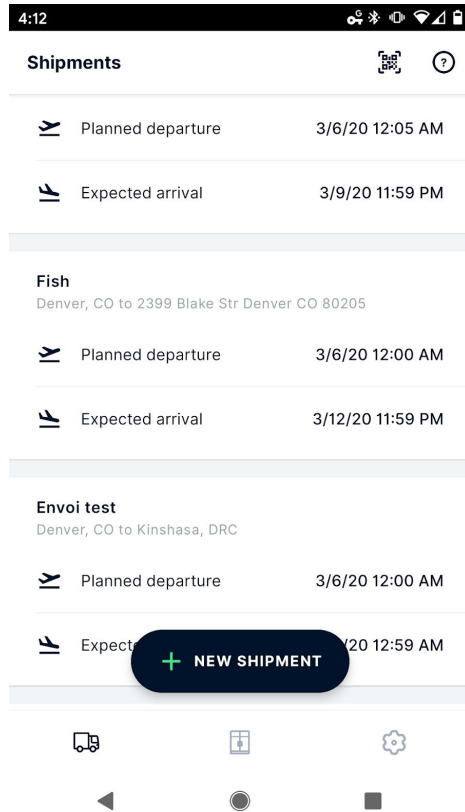 4:12
G
Shipments
?
Planned departure 3/6/20 12:05 AM
Expected arrival 3/9/20 11:59 PM
Fish
Denver, CO to 2399 Blake Str Denver CO 80205
Planned departure 3/6/20 12:00 AM
Expected arrival 3/12/20 11:59 PM
Envoi test
Denver, CO to Kinshasa, DRC
Planned departure 3/6/20 12:00 AM
/20 12:59 AM
+ NEW SHIPMENT